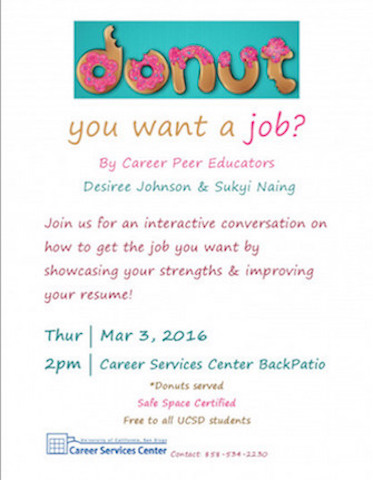 donut
you want a job?
By Career Peer Educators
Desiree Johnson & Sukyi Naing
Join us for an interactive conversation on
how to get the job you want by
showcasing your strengths & improving
your resume!
Thur | Mar 3, 2016
2pm | Career Services Center BackPatio
*Donuts served
Safe Space Certified
Free to all UCSD students
University of California, San Diego
Career Services Center Contact: 858-534-2230